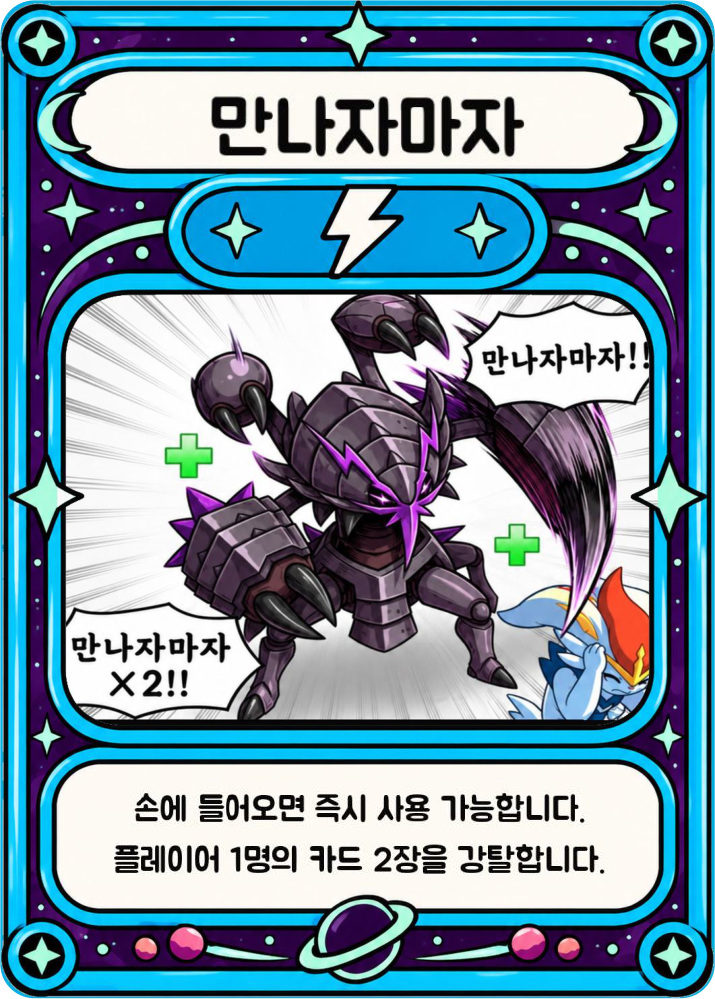 만나자마자
만나자마자!!
만나자마자
×2!!
손에 들어오면 즉시 사용 가능합니다.
플레이어 1명의 카드 2장을 강탈합니다.